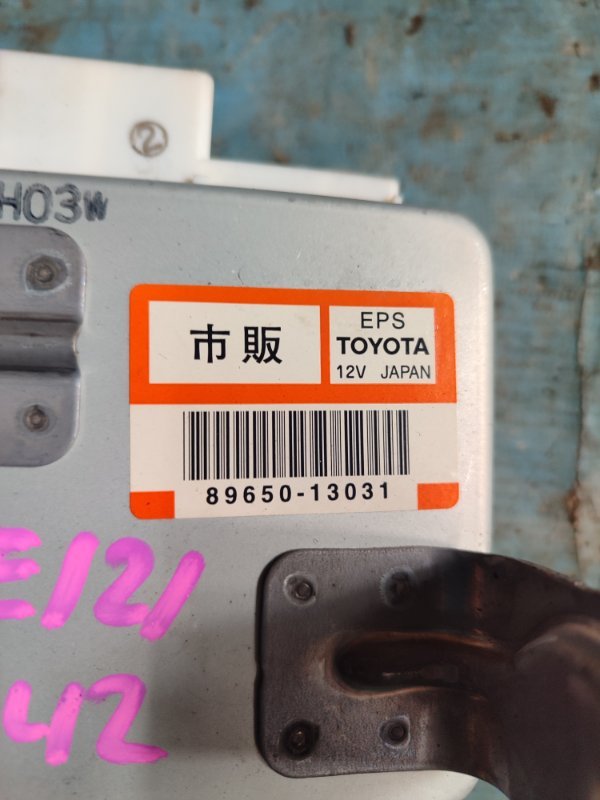 ②
H03W
市販
EPS
TOYOTA
12V JAPAN
89650-13031
E121
42